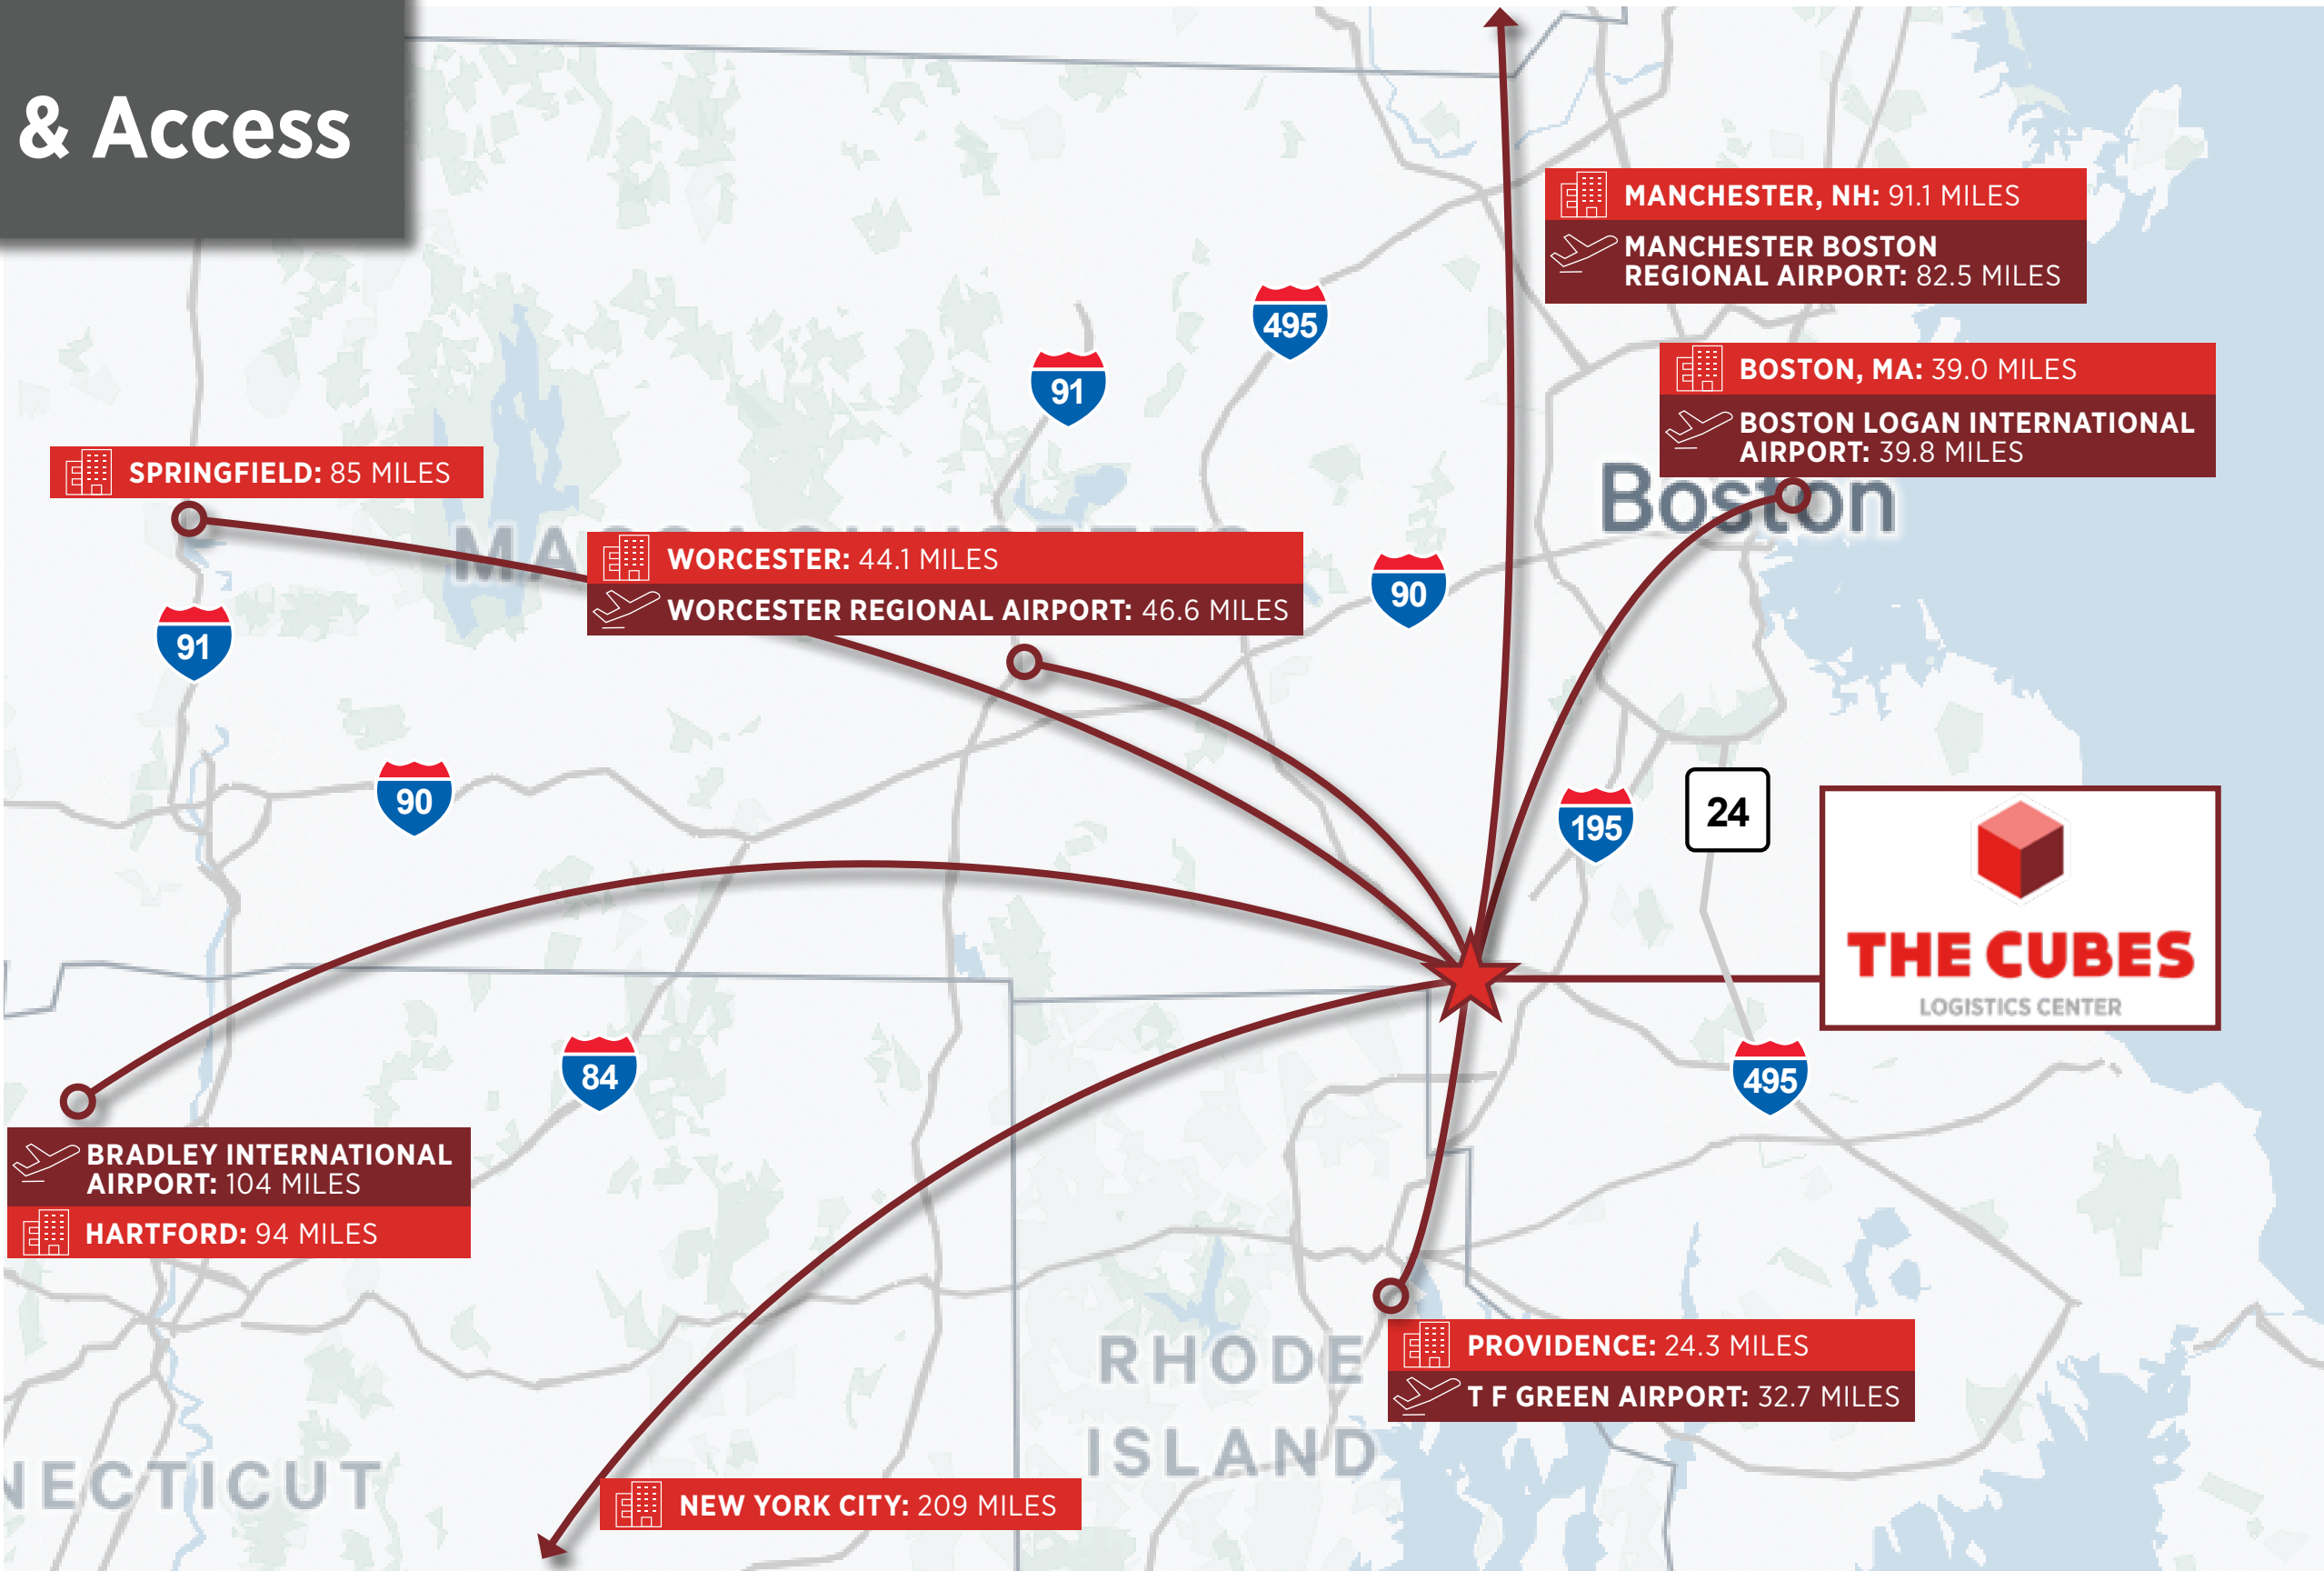 & Access
MANCHESTER, NH: 91.1 MILES
MANCHESTER BOSTON
REGIONAL AIRPORT: 82.5 MILES
495
91
BOSTON, MA: 39.0 MILES
BOSTON LOGAN INTERNATIONAL
AIRPORT: 39.8 MILES
Boston
SPRINGFIELD: 85 MILES
WORCESTER: 44.1 MILES
WORCESTER REGIONAL AIRPORT: 46.6 MILES
90
91
90
195
24
THE CUBES
LOGISTICS CENTER
84
495
BRADLEY INTERNATIONAL
AIRPORT: 104 MILES
HARTFORD: 94 MILES
PROVIDENCE: 24.3 MILES
T F GREEN AIRPORT: 32.7 MILES
RHODE
ISLAND
NECTICUT
NEW YORK CITY: 209 MILES